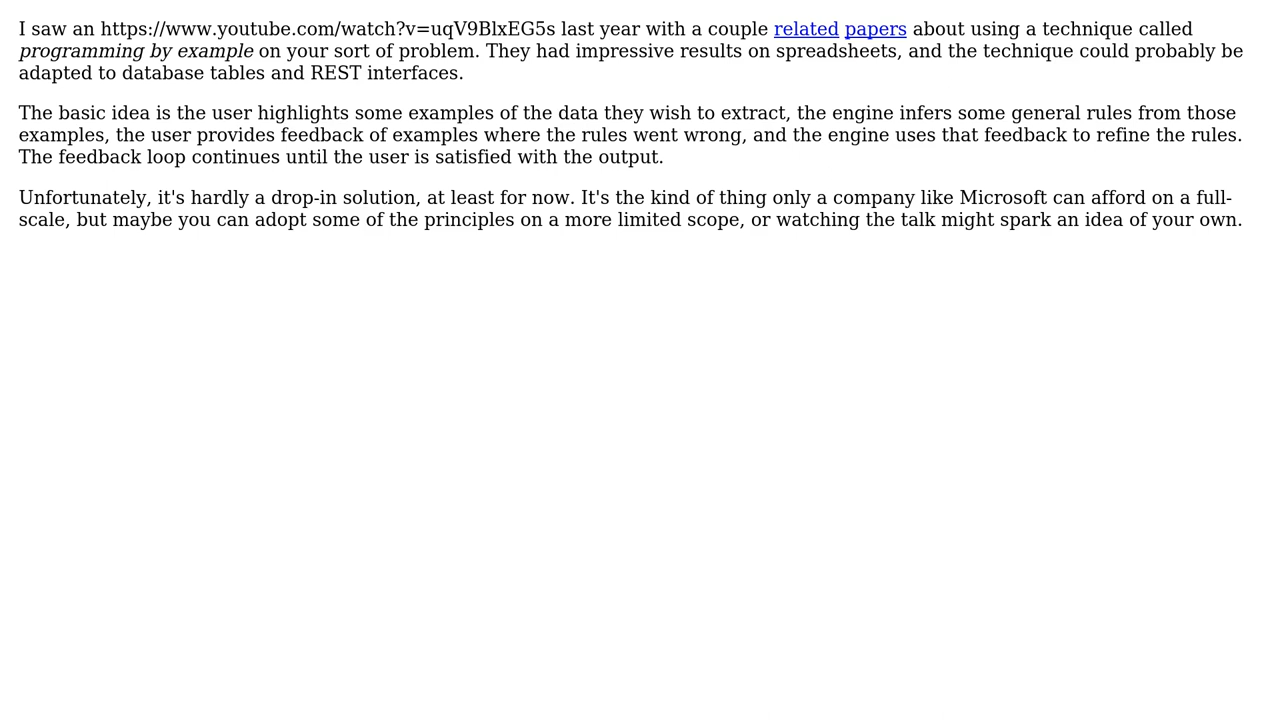 I saw an https://www.youtube.com/watch?v=uqV9BlxEG5s last year with a couple related papers about using a technique called
programming by example on your sort of problem. They had impressive results on spreadsheets, and the technique could probably be
adapted to database tables and REST interfaces.
The basic idea is the user highlights some examples of the data they wish to extract, the engine infers some general rules from those
examples, the user provides feedback of examples where the rules went wrong, and the engine uses that feedback to refine the rules.
The feedback loop continues until the user is satisfied with the output.
Unfortunately, it's hardly a drop-in solution, at least for now. It's the kind of thing only a company like Microsoft can afford on a full-
scale, but maybe you can adopt some of the principles on a more limited scope, or watching the talk might spark an idea of your own.